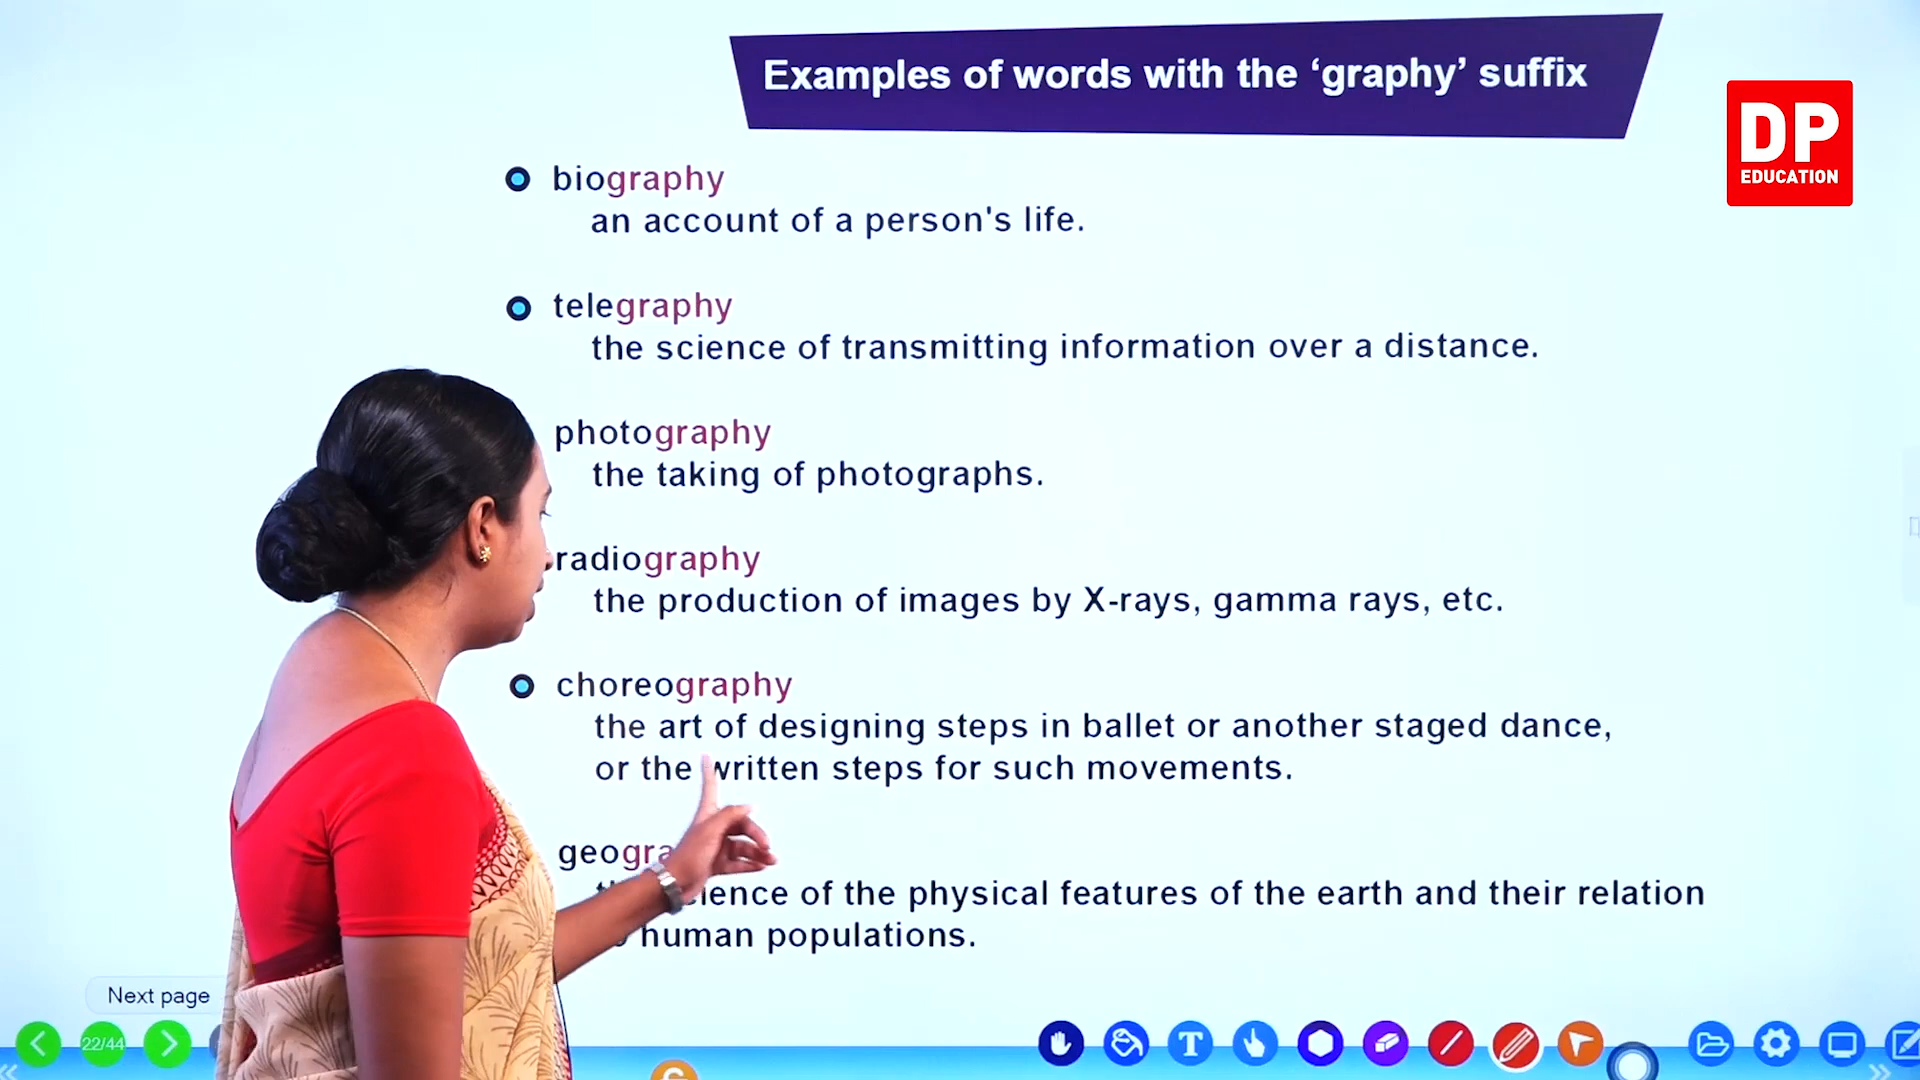 Examples of words with the ‘graphy’ suffix
DP
EDUCATION
biography
an account of a person's life.
telegraphy
the science of transmitting information over a distance.
photography
the taking of photographs.
radiography
the production of images by X-rays, gamma rays, etc.
choreography
the art of designing steps in ballet or another staged dance,
or the written steps for such movements.
of the physical features of the earth and their relation
human populations.
Next page
22/44
T